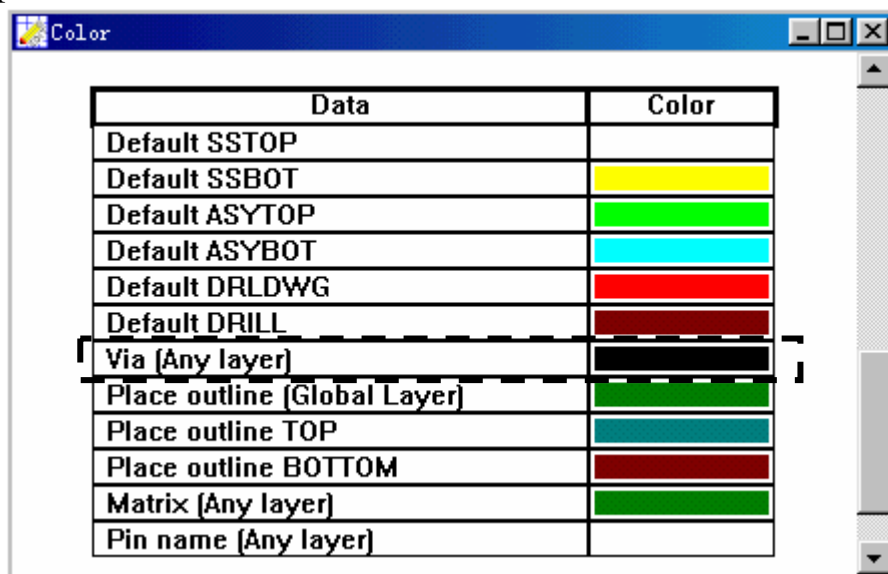 Color
Data Color
Default SSTOP
Default SSBOT
Default ASYTOP
Default ASYBOT
Default DRLDWG
Default DRILL
Via (Any layer)
Place outline (Global Layer)
Place outline TOP
Place outline BOTTOM
Matrix (Any layer)
Pin name (Any layer)